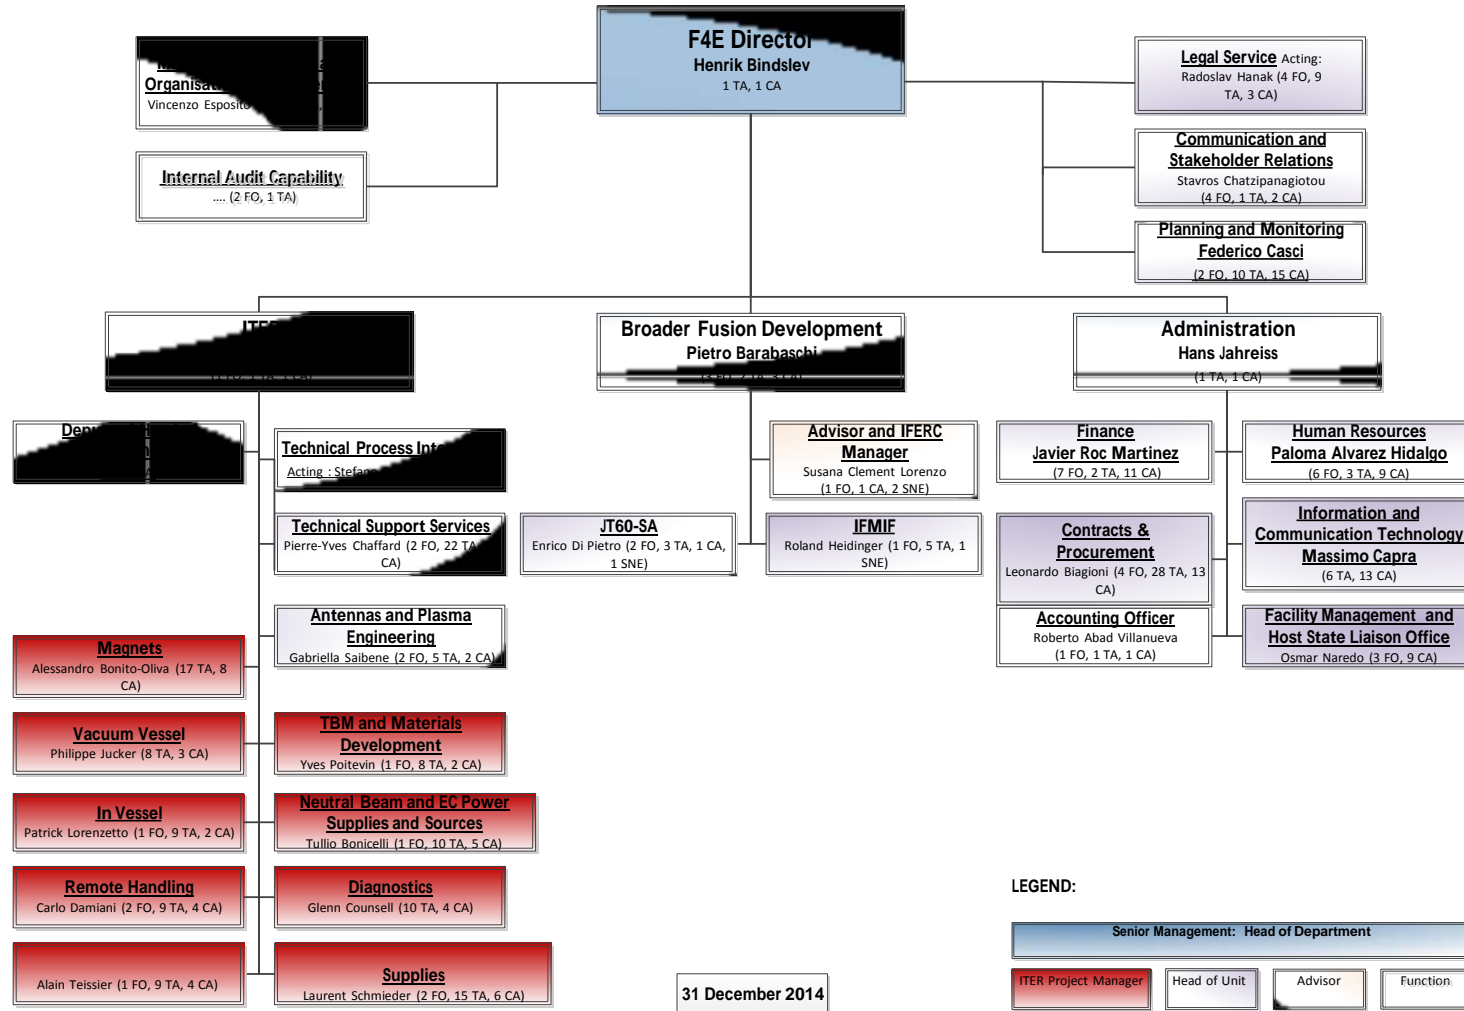 F4E Director
Henrik Bindslev
1 TA, 1 CA
Vincenzo Esposito
Internal Audit Capability
.... (2 FO, 1 TA)
Legal Service Acting:
Radoslav Hanak (4 FO, 9
TA, 3 CA)
Communication and
Stakeholder Relations
Stavros Chatzipanagiotou
(4 FO, 1 TA, 2 CA)
Planning and Monitoring
Federico Casci
(2 FO, 10 TA, 15 CA)
ITER
Broader Fusion Development
Pietro Barabaschi
Administration
Hans Jahreiss
(1 TA, 1 CA)
Technical Process
Acting :
Technical Support Services
Pierre-Yves Chaffard (2 FO, 22 TA
CA)
Antennas and Plasma
Engineering
Gabriella Saibene (2 FO, 5 TA, 2 CA)
Advisor and IFERC
Manager
Susana Clement Lorenzo
(1 FO, 1 CA, 2 SNE)
JT60-SA
Enrico Di Pietro (2 FO, 3 TA, 1 CA,
1 SNE)
IFMIF
Roland Heidinger (1 FO, 5 TA, 1
SNE)
Finance
Javier Roc Martinez
(7 FO, 2 TA, 11 CA)
Human Resources
Paloma Alvarez Hidalgo
(6 FO, 3 TA, 9 CA)
Contracts &
Procurement
Leonardo Biagioni (4 FO, 28 TA, 13
CA)
Information and
Communication Technology
Massimo Capra
(6 TA, 13 CA)
Accounting Officer
Roberto Abad Villanueva
(1 FO, 1 TA, 1 CA)
Facility Management and
Host State Liaison Office
Osmar Naredo (3 FO, 9 CA)
Magnets
Alessandro Bonito-Oliva (17 TA, 8
CA)
Vacuum Vessel
Philippe Jucker (8 TA, 3 CA)
TBM and Materials
Development
Yves Poitevin (1 FO, 8 TA, 2 CA)
In Vessel
Patrick Lorenzetto (1 FO, 9 TA, 2 CA)
Neutral Beam and EC Power
Supplies and Sources
Tullio Bonicelli (1 FO, 10 TA, 5 CA)
Remote Handling
Carlo Damiani (2 FO, 9 TA, 4 CA)
Diagnostics
Glenn Counsell (10 TA, 4 CA)
Alain Teissier (1 FO, 9 TA, 4 CA)
Supplies
Laurent Schmieder (2 FO, 15 TA, 6 CA)
31 December 2014
LEGEND:
Senior Management: Head of Department
ITER Project Manager
Head of Unit
Advisor
Function